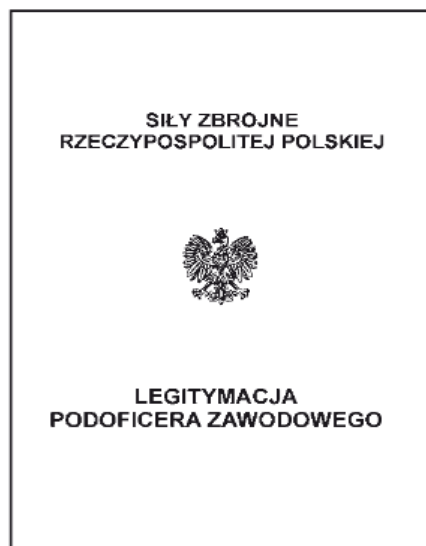 SIŁY ZBROJNE
RZECZYPOSPOLITEJ POLSKIEJ
LEGITYMACJA
PODOFICERA ZAWODOWEGO